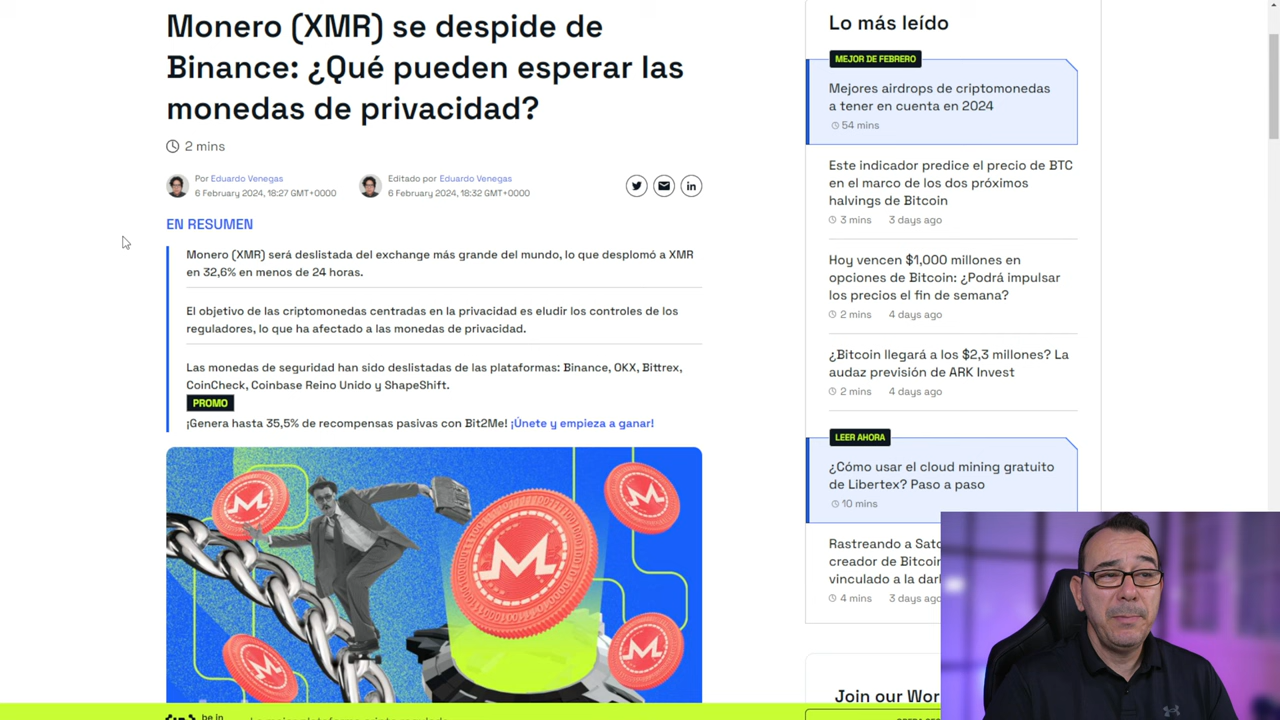 Monero (XMR) se despide de
Binance: ¿Qué pueden esperar las
monedas de privacidad?
2 mins
Por Eduardo Venegas
6 February 2024, 18:27 GMT+0000
Editado por Eduardo Venegas
6 February 2024, 18:32 GMT+0000
EN RESUMEN
Monero (XMR) será deslistada del exchange más grande del mundo, lo que desplomó a XMR
en 32,6% en menos de 24 horas.
El objetivo de las criptomonedas centradas en la privacidad es eludir los controles de los
reguladores, lo que ha afectado a las monedas de privacidad.
Las monedas de seguridad han sido deslistadas de las plataformas: Binance, OKX, Bittrex,
CoinCheck, Coinbase Reino Unido y ShapeShift.
PROMO
¡Genera hasta 35,5% de recompensas pasivas con Bit2Me! ¡Únete y empieza a ganar!
be in
Lo más leído
MEJOR DE FEBRERO
Mejores airdrops de criptomonedas
a tener en cuenta en 2024
54 mins
Este indicador predice el precio de BTC
en el marco de los dos próximos
halvings de Bitcoin
3 mins 3 days ago
Hoy vencen $1,000 millones en
opciones de Bitcoin: ¿Podrá impulsar
los precios el fin de semana?
2 mins 4 days ago
¿Bitcoin llegará a los $2,3 millones? La
audaz previsión de ARK Invest
2 mins 4 days ago
LEER AHORA
¿Cómo usar el cloud mining gratuito
de Libertex? Paso a paso
10 mins
Rastreando a Sato
creador de Bitcoin
vinculado a la dar
4 mins 3 days ago
Join our Wor